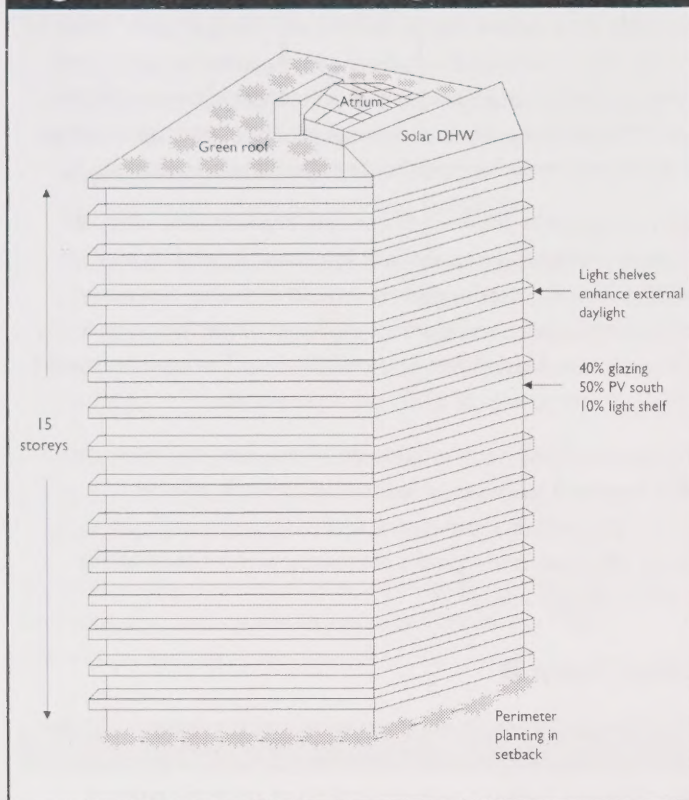 Atrium
Solar DHW
Green roof
Light shelves
enhance external
daylight
40% glazing
50% PV south
10% light shelf
15
storeys
Perimeter
planting in
setback